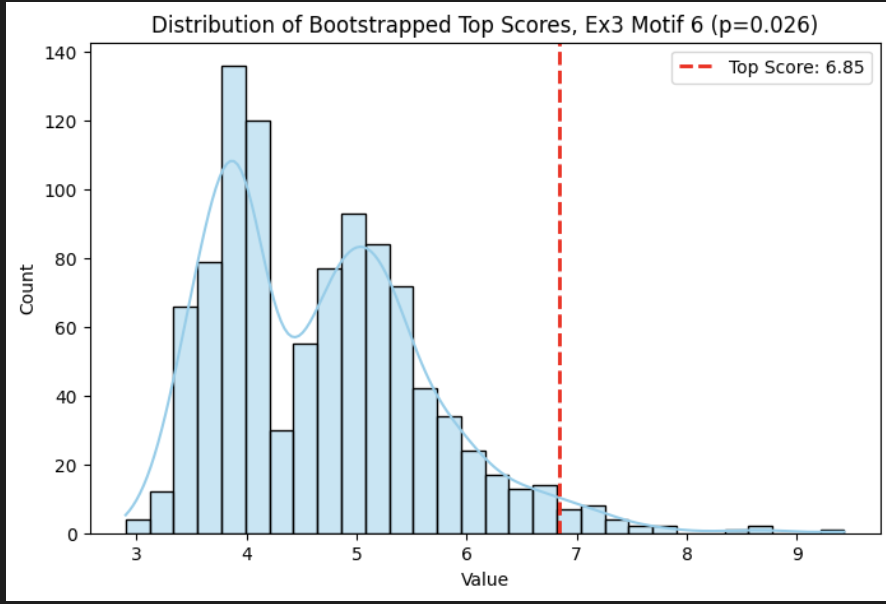 Distribution of Bootstrapped Top Scores, Ex3 Motif 6 (p=0.026)
Top Score: 6.85
140
120
100
80
60
40
20
0
Count
3 4 5 6 7 8 9
Value